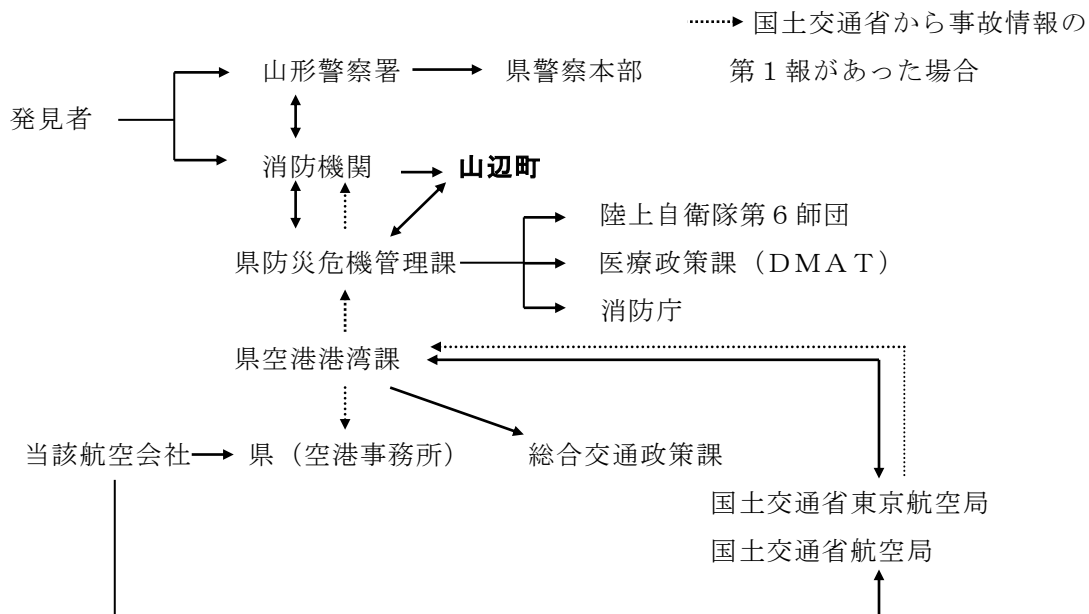 国土交通省から事故情報の
第１報があった場合
山形警察署
県警察本部
発見者
消防機関
山辺町
陸上自衛隊第６師団
県防災危機管理課
医療政策課（ＤＭＡＴ）
消防庁
県空港港湾課
当該航空会社
県（空港事務所）
総合交通政策課
国土交通省東京航空局
国土交通省航空局